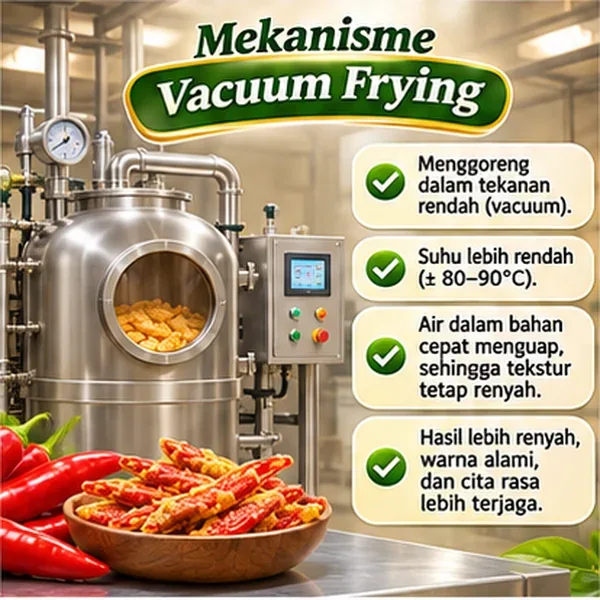 Mekanisme
Vacuum Frying
Menggoreng
dalam tekanan
rendah (vacuum).
Suhu lebih rendah
(± 80–90°C).
Air dalam bahan
cepat menguap,
sehingga tekstur
tetap renyah.
Hasil lebih renyah,
warna alami,
dan cita rasa
lebih terjaga.